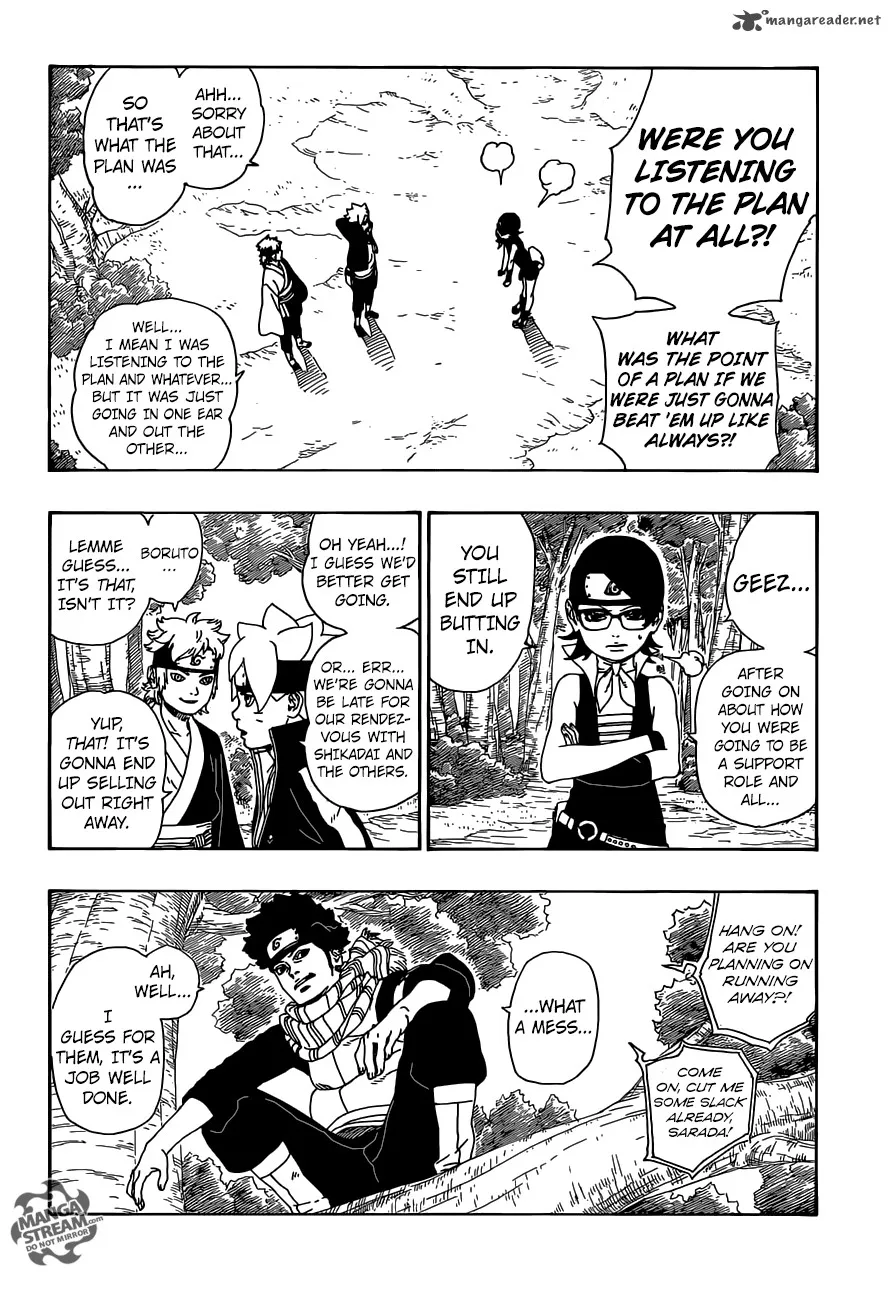 mangareader.net
WERE YOU
LISTENING
TO THE PLAN
AT ALL?!
WHAT
WAS THE POINT
OF A PLAN IF WE
WERE JUST GONNA
BEAT 'EM UP LIKE
ALWAYS?!
AHH...
SORRY
ABOUT
THAT...
SO
THAT'S
WHAT THE
PLAN WAS
...
WELL...
I MEAN I WAS
LISTENING TO THE
PLAN AND WHATEVER...
BUT IT WAS JUST
GOING IN ONE EAR
AND OUT THE
OTHER...
GEEZ...
AFTER
GOING ON
ABOUT HOW
YOU WERE
GOING TO BE
A SUPPORT
ROLE AND
ALL...
YOU
STILL
END UP
BUTTING
IN.
OH YEAH...!
I GUESS WE'D
BETTER GET
GOING.
OR... ERR...
WE'RE GONNA
BE LATE FOR
OUR RENDEZ-
VOUS WITH
SHIKADAI AND
THE OTHERS.
BORUTO
...
LEMME
GUESS...
IT'S THAT,
ISN'T IT?
YUP,
THAT! IT'S
GONNA END
UP SELLING
OUT RIGHT
AWAY.
HANG ON!
ARE YOU
PLANNING ON
RUNNING
AWAY?!
COME
ON, CUT ME
SOME SLACK
ALREADY,
SARADA!
...WHAT
A MESS...
AH,
WELL...
I
GUESS FOR
THEM, IT'S A
JOB WELL
DONE.
MANGA
STREAM.com
DO NOT MIRROR